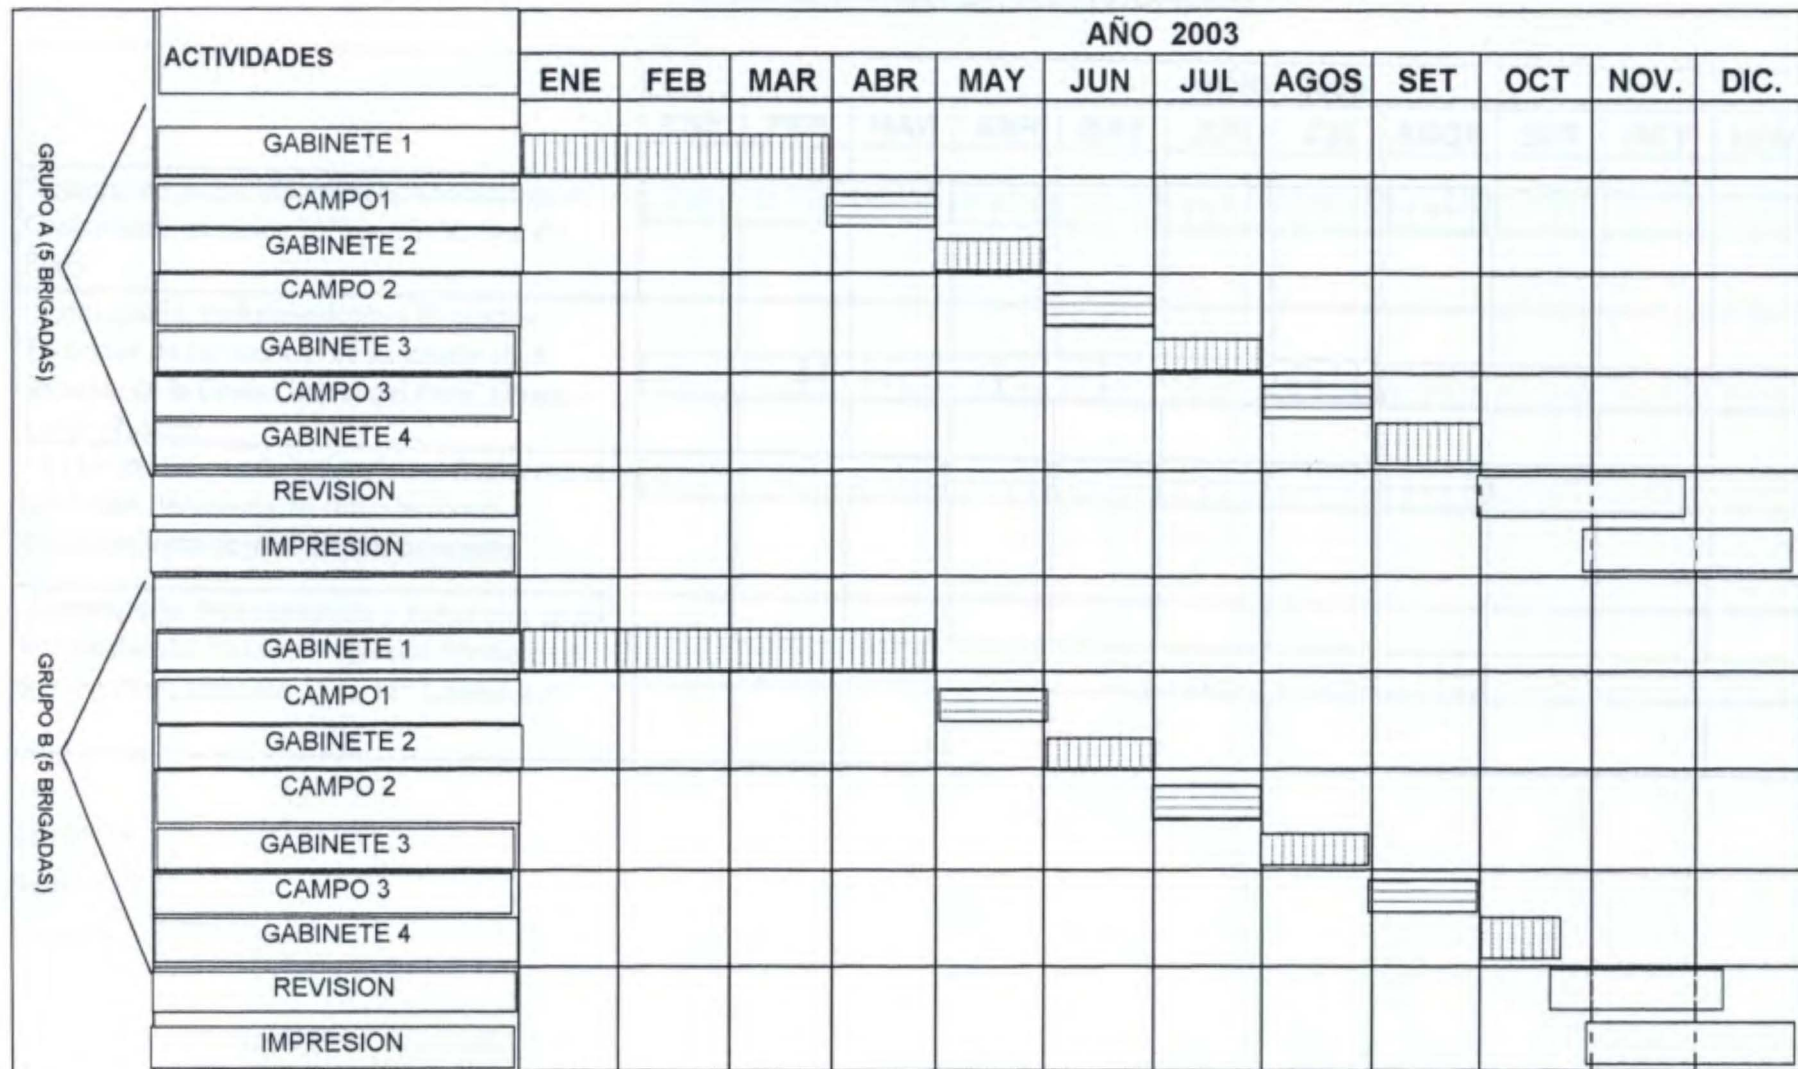 AÑO 2003
ACTIVIDADES
ENE FEB MAR ABR MAY JUN JUL AGOS SET OCT NOV. DIC.
GRUPO A (5 BRIGADAS)
GABINETE 1
CAMPO1
GABINETE 2
CAMPO 2
GABINETE 3
CAMPO 3
GABINETE 4
REVISION
IMPRESION
GRUPO B (5 BRIGADAS)
GABINETE 1
CAMPO1
GABINETE 2
CAMPO 2
GABINETE 3
CAMPO 3
GABINETE 4
REVISION
IMPRESION